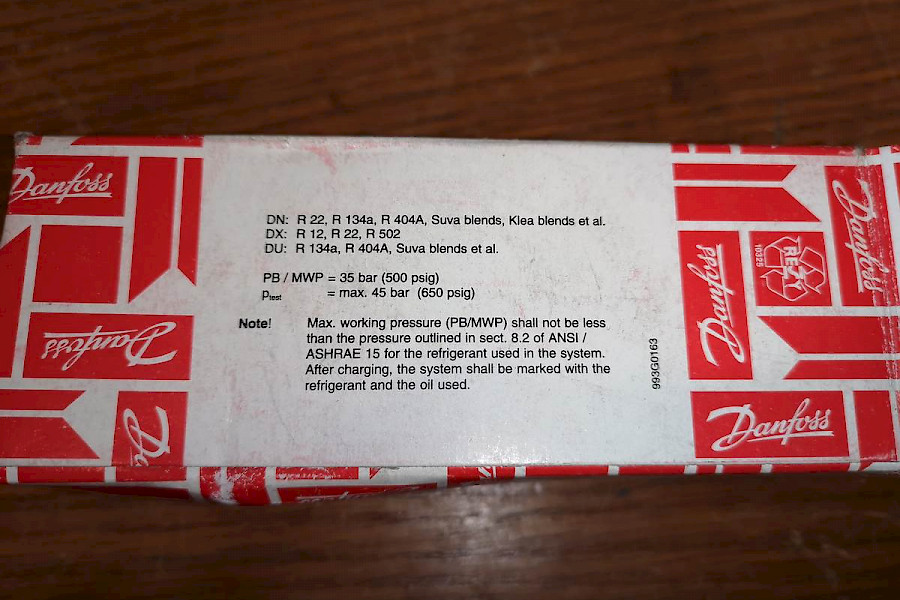 Danfoss
Danfoss
Danfoss
DN: R 22, R 134a, R 404A, Suva blends, Klea blends et al.
DX: R 12, R 22, R 502
DU: R 134a, R 404A, Suva blends et al.
PB / MWP = 35 bar (500 psig)
Ptest = max. 45 bar (650 psig)
Note! Max. working pressure (PB/MWP) shall not be less
than the pressure outlined in sect. 8.2 of ANSI /
ASHRAE 15 for the refrigerant used in the system.
After charging, the system shall be marked with the
refrigerant and the oil used.
993G0163
Danfoss
REZY
10325
Danfoss
Danfoss